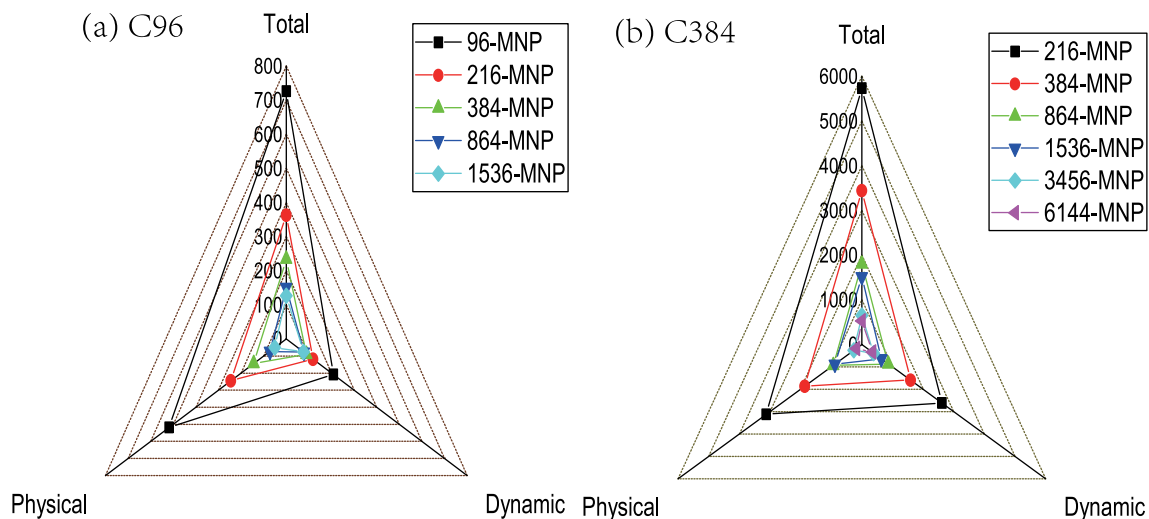 (a) C96
Total
800
700
600
500
400
300
200
100
0
Physical
Dynamic
96-MNP
216-MNP
384-MNP
864-MNP
1536-MNP
(b) C384
Total
6000
5000
4000
3000
2000
1000
0
Physical
Dynamic
216-MNP
384-MNP
864-MNP
1536-MNP
3456-MNP
6144-MNP